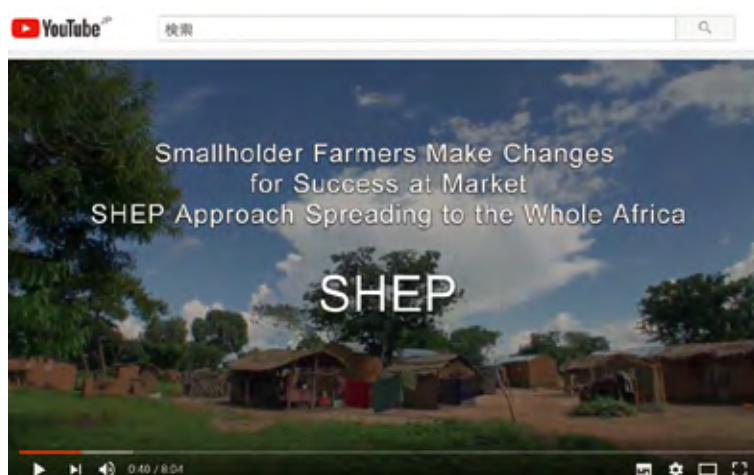 YouTube JP
検索
Smallholder Farmers Make Changes
for Success at Market
SHEP Approach Spreading to the Whole Africa
SHEP
0:40 / 8:04